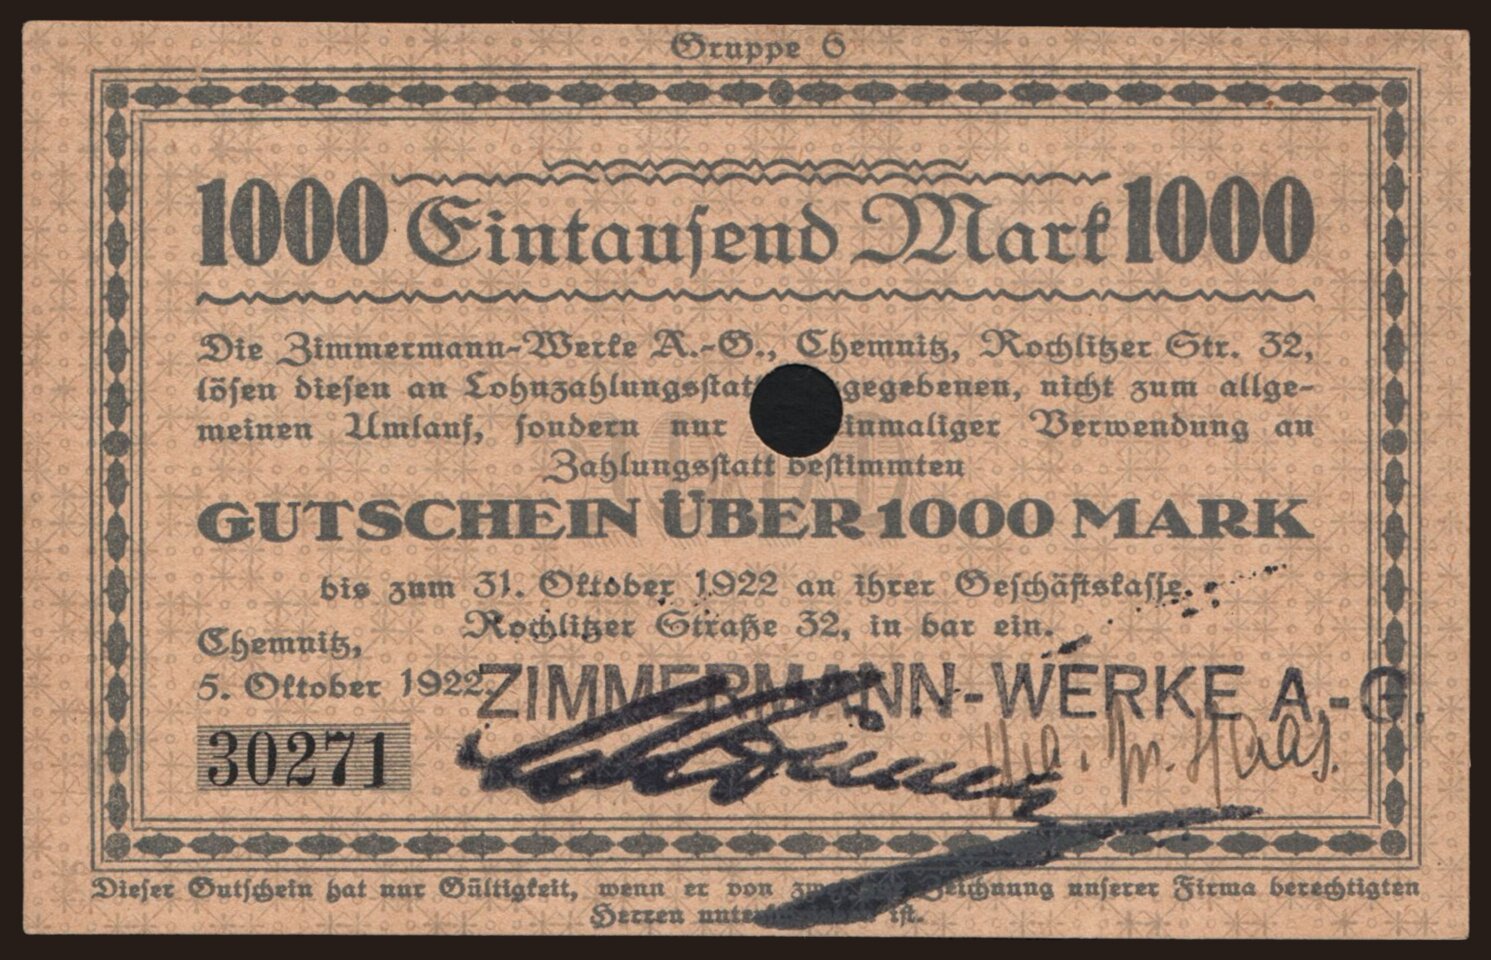 Gruppe 6
1000 Eintausend Mark 1000
Die Zimmermann-Werke A.-G., Chemnitz, Rochlitzer Str. 32,
lösen diesen an Lohnzahlungsstatt gegebenen, nicht zum allge-
meinen Umlauf, sondern nur einmaliger Verwendung an
Zahlungsstatt bestimmten
GUTSCHEIN ÜBER 1000 MARK
bis zum 31. Oktober 1922 an ihrer Geschäftskasse,
Rochlitzer Straße 32, in bar ein.
Chemnitz,
5. Oktober 1922.
ZIMMERMANN-WERKE A.-G.
30271
Dieser Gutschein hat nur Gültigkeit, wenn er von zwei zur Zeichnung unserer Firma berechtigten
Herren unterschrieben ist.